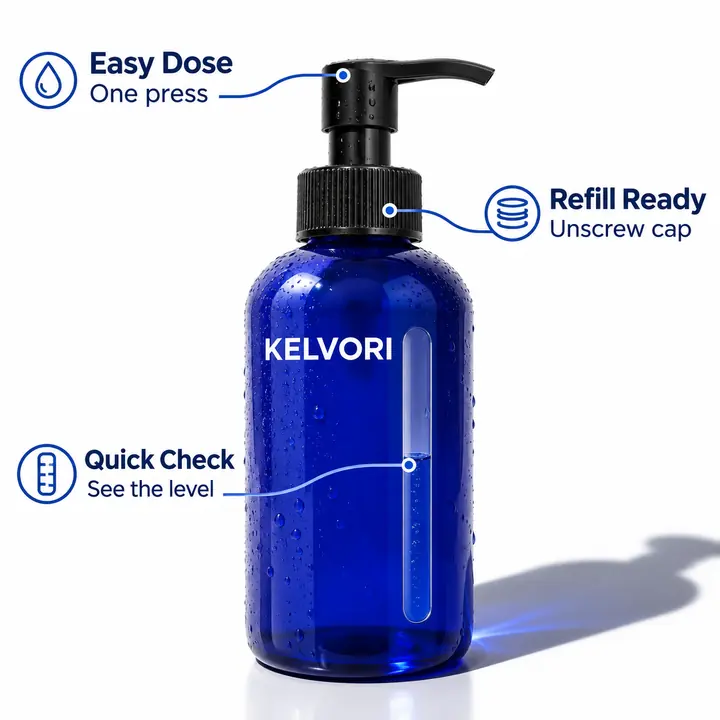 Easy Dose
One press
Refill Ready
Unscrew cap
KELVORI
Quick Check
See the level